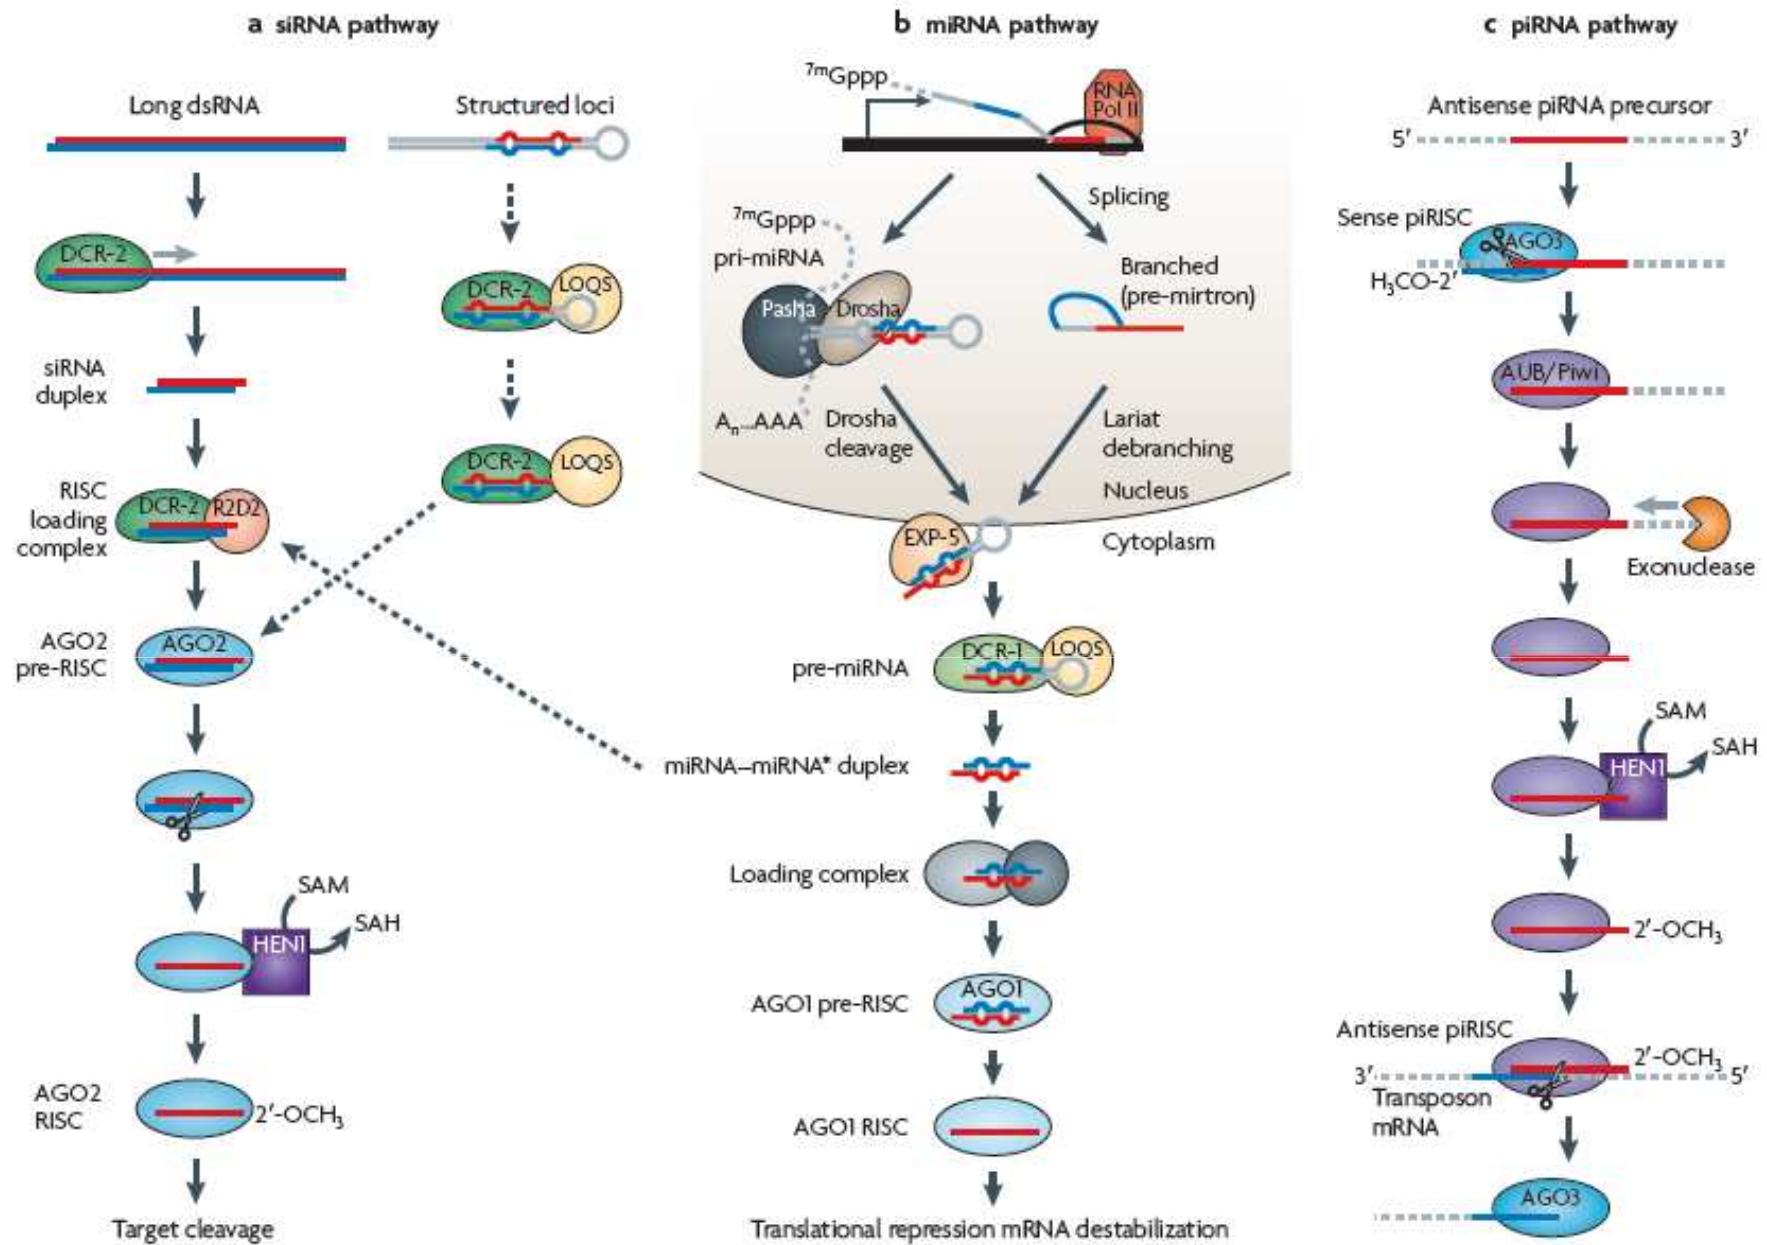 a siRNA pathway
Long dsRNA
Structured loci
DCR-2
DCR-2
LOQS
siRNA
duplex
DCR-2
LOQS
RISC
loading
complex
DCR-2
R2D2
AGO2
pre-RISC
AGO2
SAM
SAH
HEN1
AGO2
RISC
2′-OCH₃
Target cleavage
b miRNA pathway
⁷ᵐGppp
RNA
Pol II
Splicing
⁷ᵐGppp
pri-miRNA
Pasha
Drosha
Branched
(pre-mirtron)
Aₙ...AAA
Drosha
cleavage
Lariat
debranching
Nucleus
Cytoplasm
EXP-5
pre-miRNA
DCR-1
LOQS
miRNA–miRNA* duplex
Loading complex
AGO1 pre-RISC
AGO1
AGO1 RISC
Translational repression mRNA destabilization
c piRNA pathway
Antisense piRNA precursor
5′
3′
Sense piRISC
AGO3
H₃CO-2′
AUB/Piwi
Exonuclease
SAM
SAH
HEN1
2′-OCH₃
Antisense piRISC
2′-OCH₃
3′
5′
Transposon
mRNA
AGO3